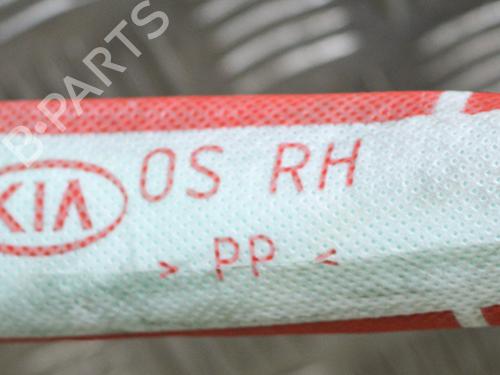 B-PARTS
KIA OS RH
> PP <